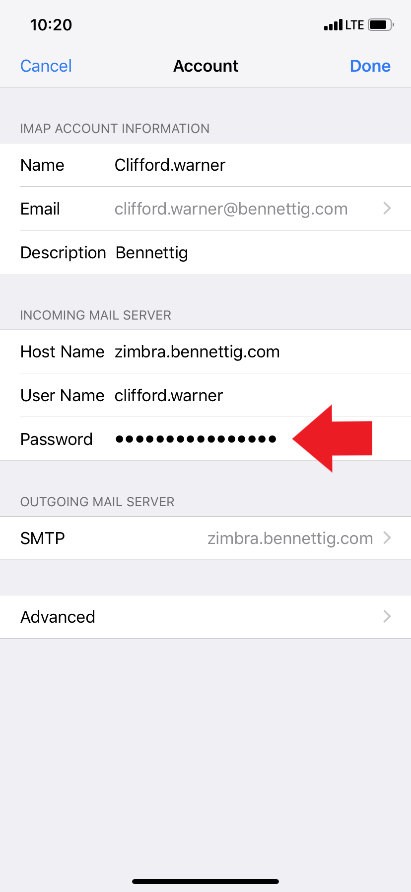 10:20 LTE
Cancel Account Done
IMAP ACCOUNT INFORMATION
Name Clifford.warner
Email clifford.warner@bennettig.com
Description Bennettig
INCOMING MAIL SERVER
Host Name zimbra.bennettig.com
User Name clifford.warner
Password ●●●●●●●●●●●●●●●●
OUTGOING MAIL SERVER
SMTP zimbra.bennettig.com
Advanced